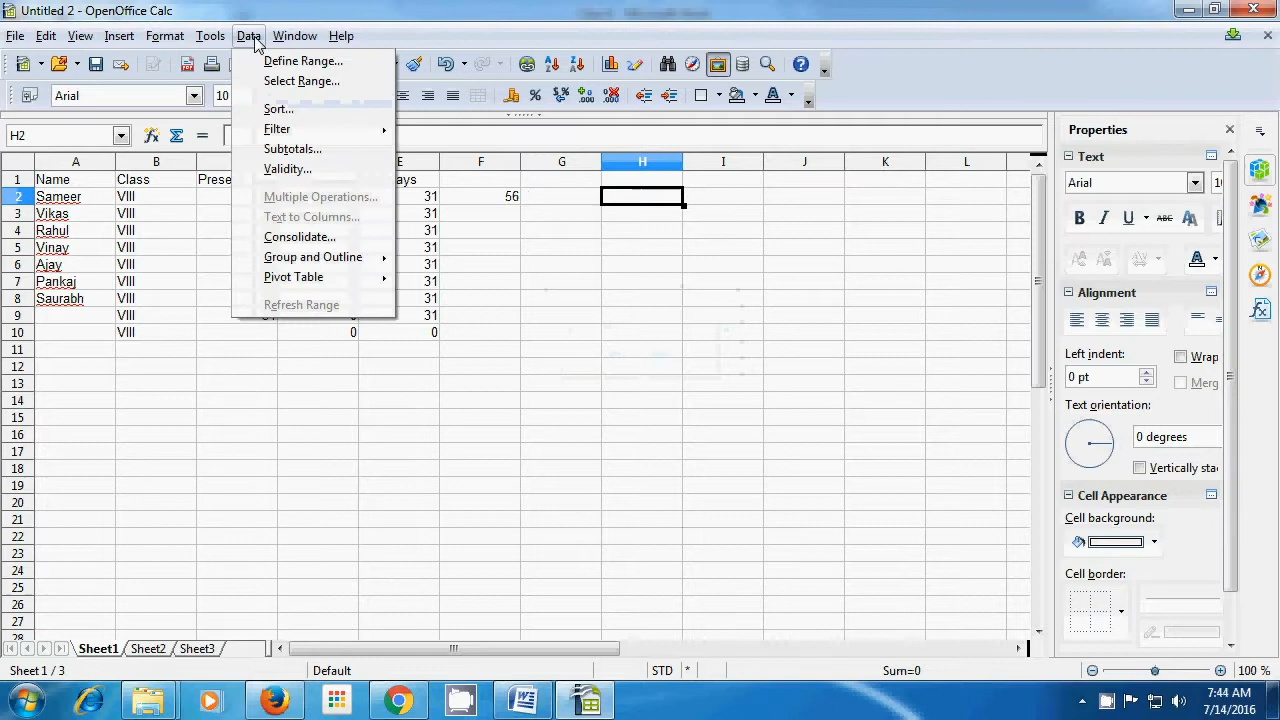 Untitled 2 - OpenOffice Calc
File Edit View Insert Format Tools Data Window Help
Arial 10
H2
Define Range...
Select Range...
Sort...
Filter
Subtotals...
Validity...
Multiple Operations...
Text to Columns...
Consolidate...
Group and Outline
Pivot Table
Refresh Range
A B E F G H I J K L
1 Name Class Prese ays
2 Sameer VIII 31 56
3 Vikas VIII 31
4 Rahul VIII 31
5 Vinay VIII 31
6 Ajay VIII 31
7 Pankaj VIII 31
8 Saurabh VIII 31
9 VIII 31
10 VIII 0 0
11
12
13
14
15
16
17
18
19
20
21
22
23
24
25
26
27
28
Properties
Text
Arial
B I U ABC AA
A
Alignment
Left indent: Wrap
0 pt Merg
Text orientation:
0 degrees
Vertically stac
Cell Appearance
Cell background:
Cell border:
Sheet1 Sheet2 Sheet3
Sheet 1 / 3 Default STD * Sum=0 100 %
7:44 AM
7/14/2016